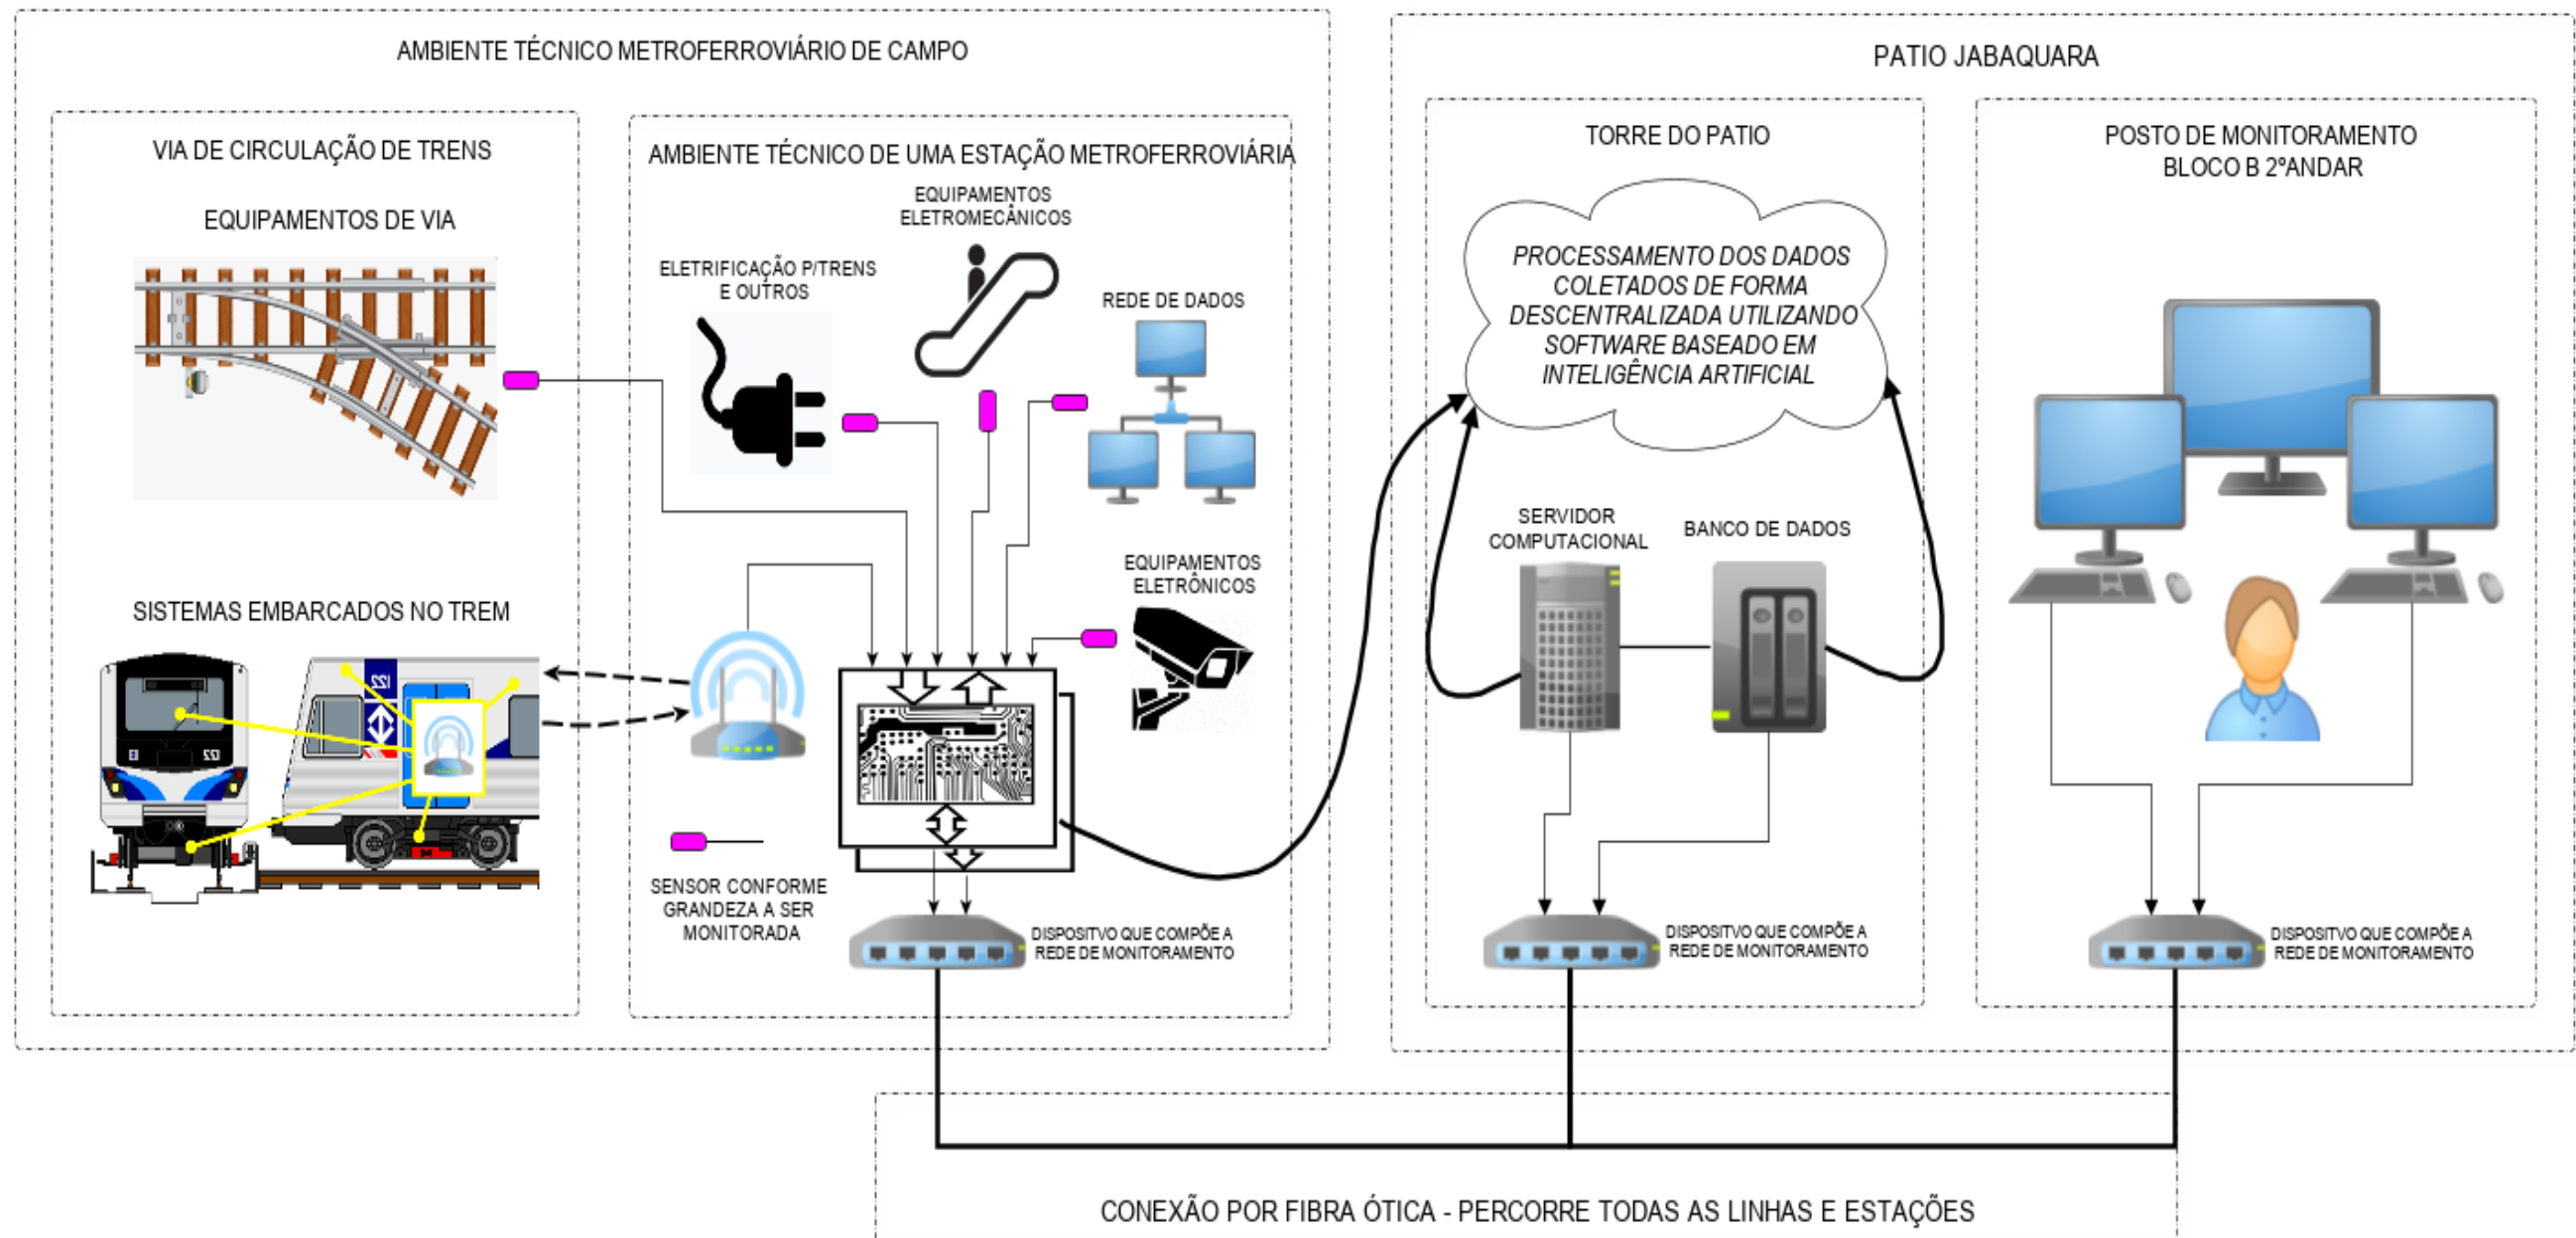 AMBIENTE TÉCNICO METROFERROVIÁRIO DE CAMPO
VIA DE CIRCULAÇÃO DE TRENS
EQUIPAMENTOS DE VIA
SISTEMAS EMBARCADOS NO TREM
AMBIENTE TÉCNICO DE UMA ESTAÇÃO METROFERROVIÁRIA
EQUIPAMENTOS
ELETROMECÂNICOS
ELETRIFICAÇÃO P/TRENS
E OUTROS
REDE DE DADOS
EQUIPAMENTOS
ELETRÔNICOS
SENSOR CONFORME
GRANDEZA A SER
MONITORADA
DISPOSITVO QUE COMPÕE A
REDE DE MONITORAMENTO
PATIO JABAQUARA
TORRE DO PATIO
PROCESSAMENTO DOS DADOS
COLETADOS DE FORMA
DESCENTRALIZADA UTILIZANDO
SOFTWARE BASEADO EM
INTELIGÊNCIA ARTIFICIAL
SERVIDOR
COMPUTACIONAL
BANCO DE DADOS
DISPOSITVO QUE COMPÕE A
REDE DE MONITORAMENTO
POSTO DE MONITORAMENTO
BLOCO B 2ºANDAR
DISPOSITVO QUE COMPÕE A
REDE DE MONITORAMENTO
CONEXÃO POR FIBRA ÓTICA - PERCORRE TODAS AS LINHAS E ESTAÇÕES